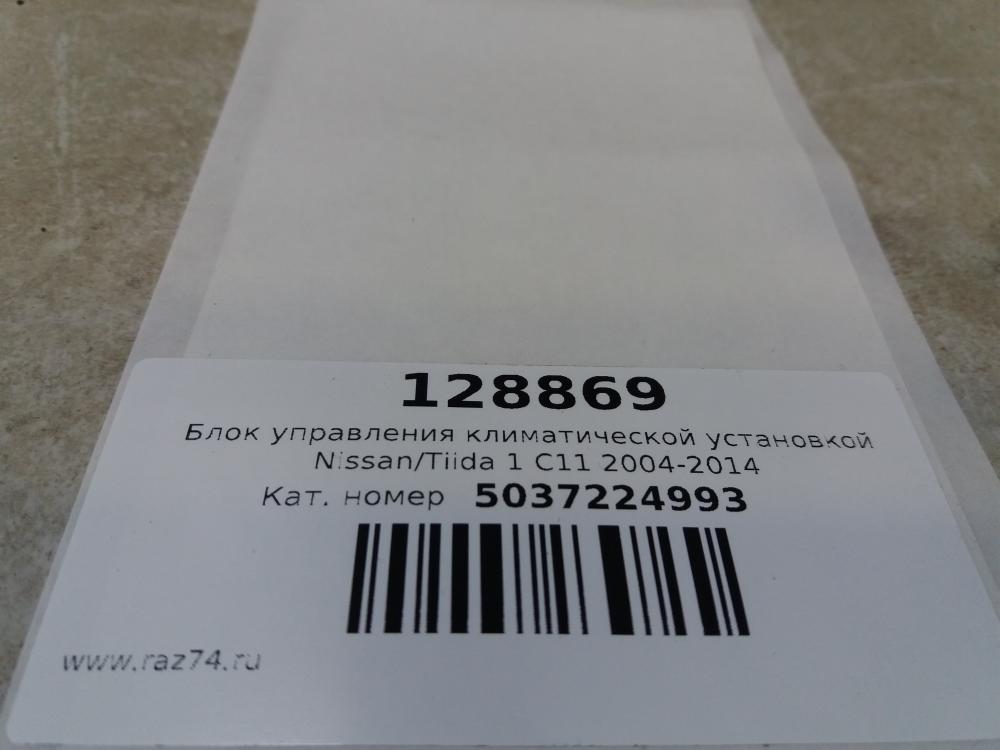 128869
Блок управления климатической установкой
Nissan/Tiida 1 C11 2004-2014
Кат. номер 5037224993
www.raz74.ru